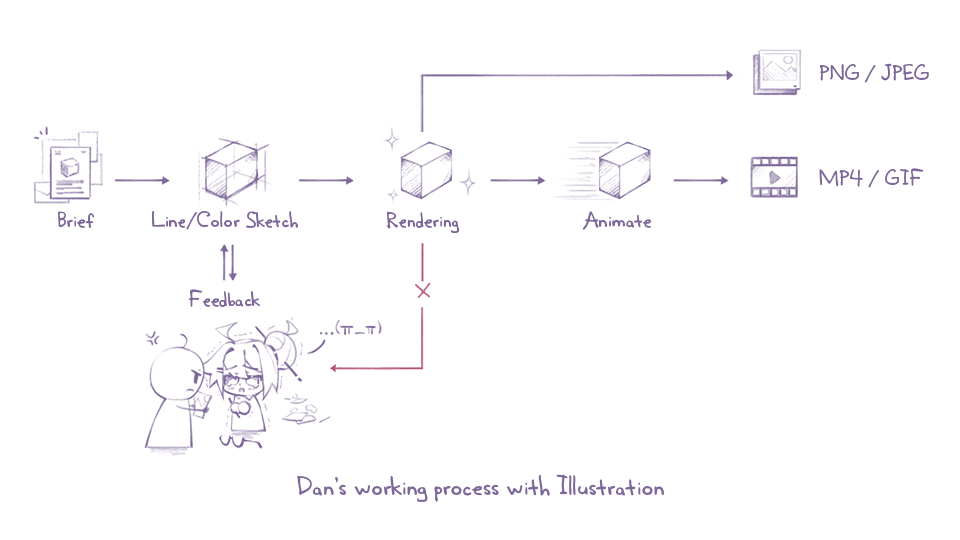 PNG / JPEG
MP4 / GIF
Brief
Line/Color Sketch
Rendering
Animate
Feedback
...(π_π)
Dan's working process with Illustration